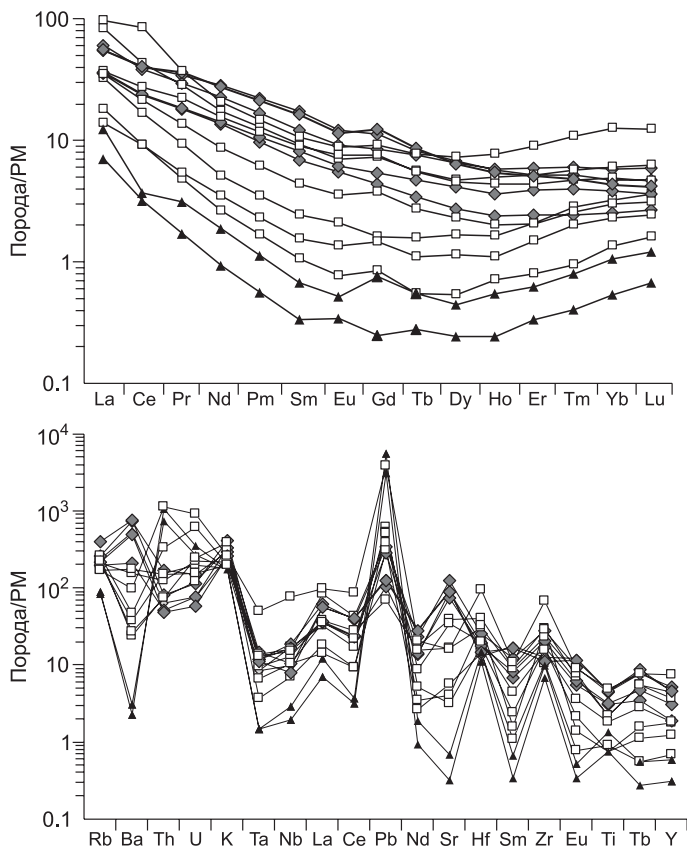 100
10
1
0.1
Порода/PM
La Ce Pr Nd Pm Sm Eu Gd Tb Dy Ho Er Tm Yb Lu
10⁴
10³
10²
10
1
0.1
Порода/PM
Rb Ba Th U K Ta Nb La Ce Pb Nd Sr Hf Sm Zr Eu Ti Tb Y